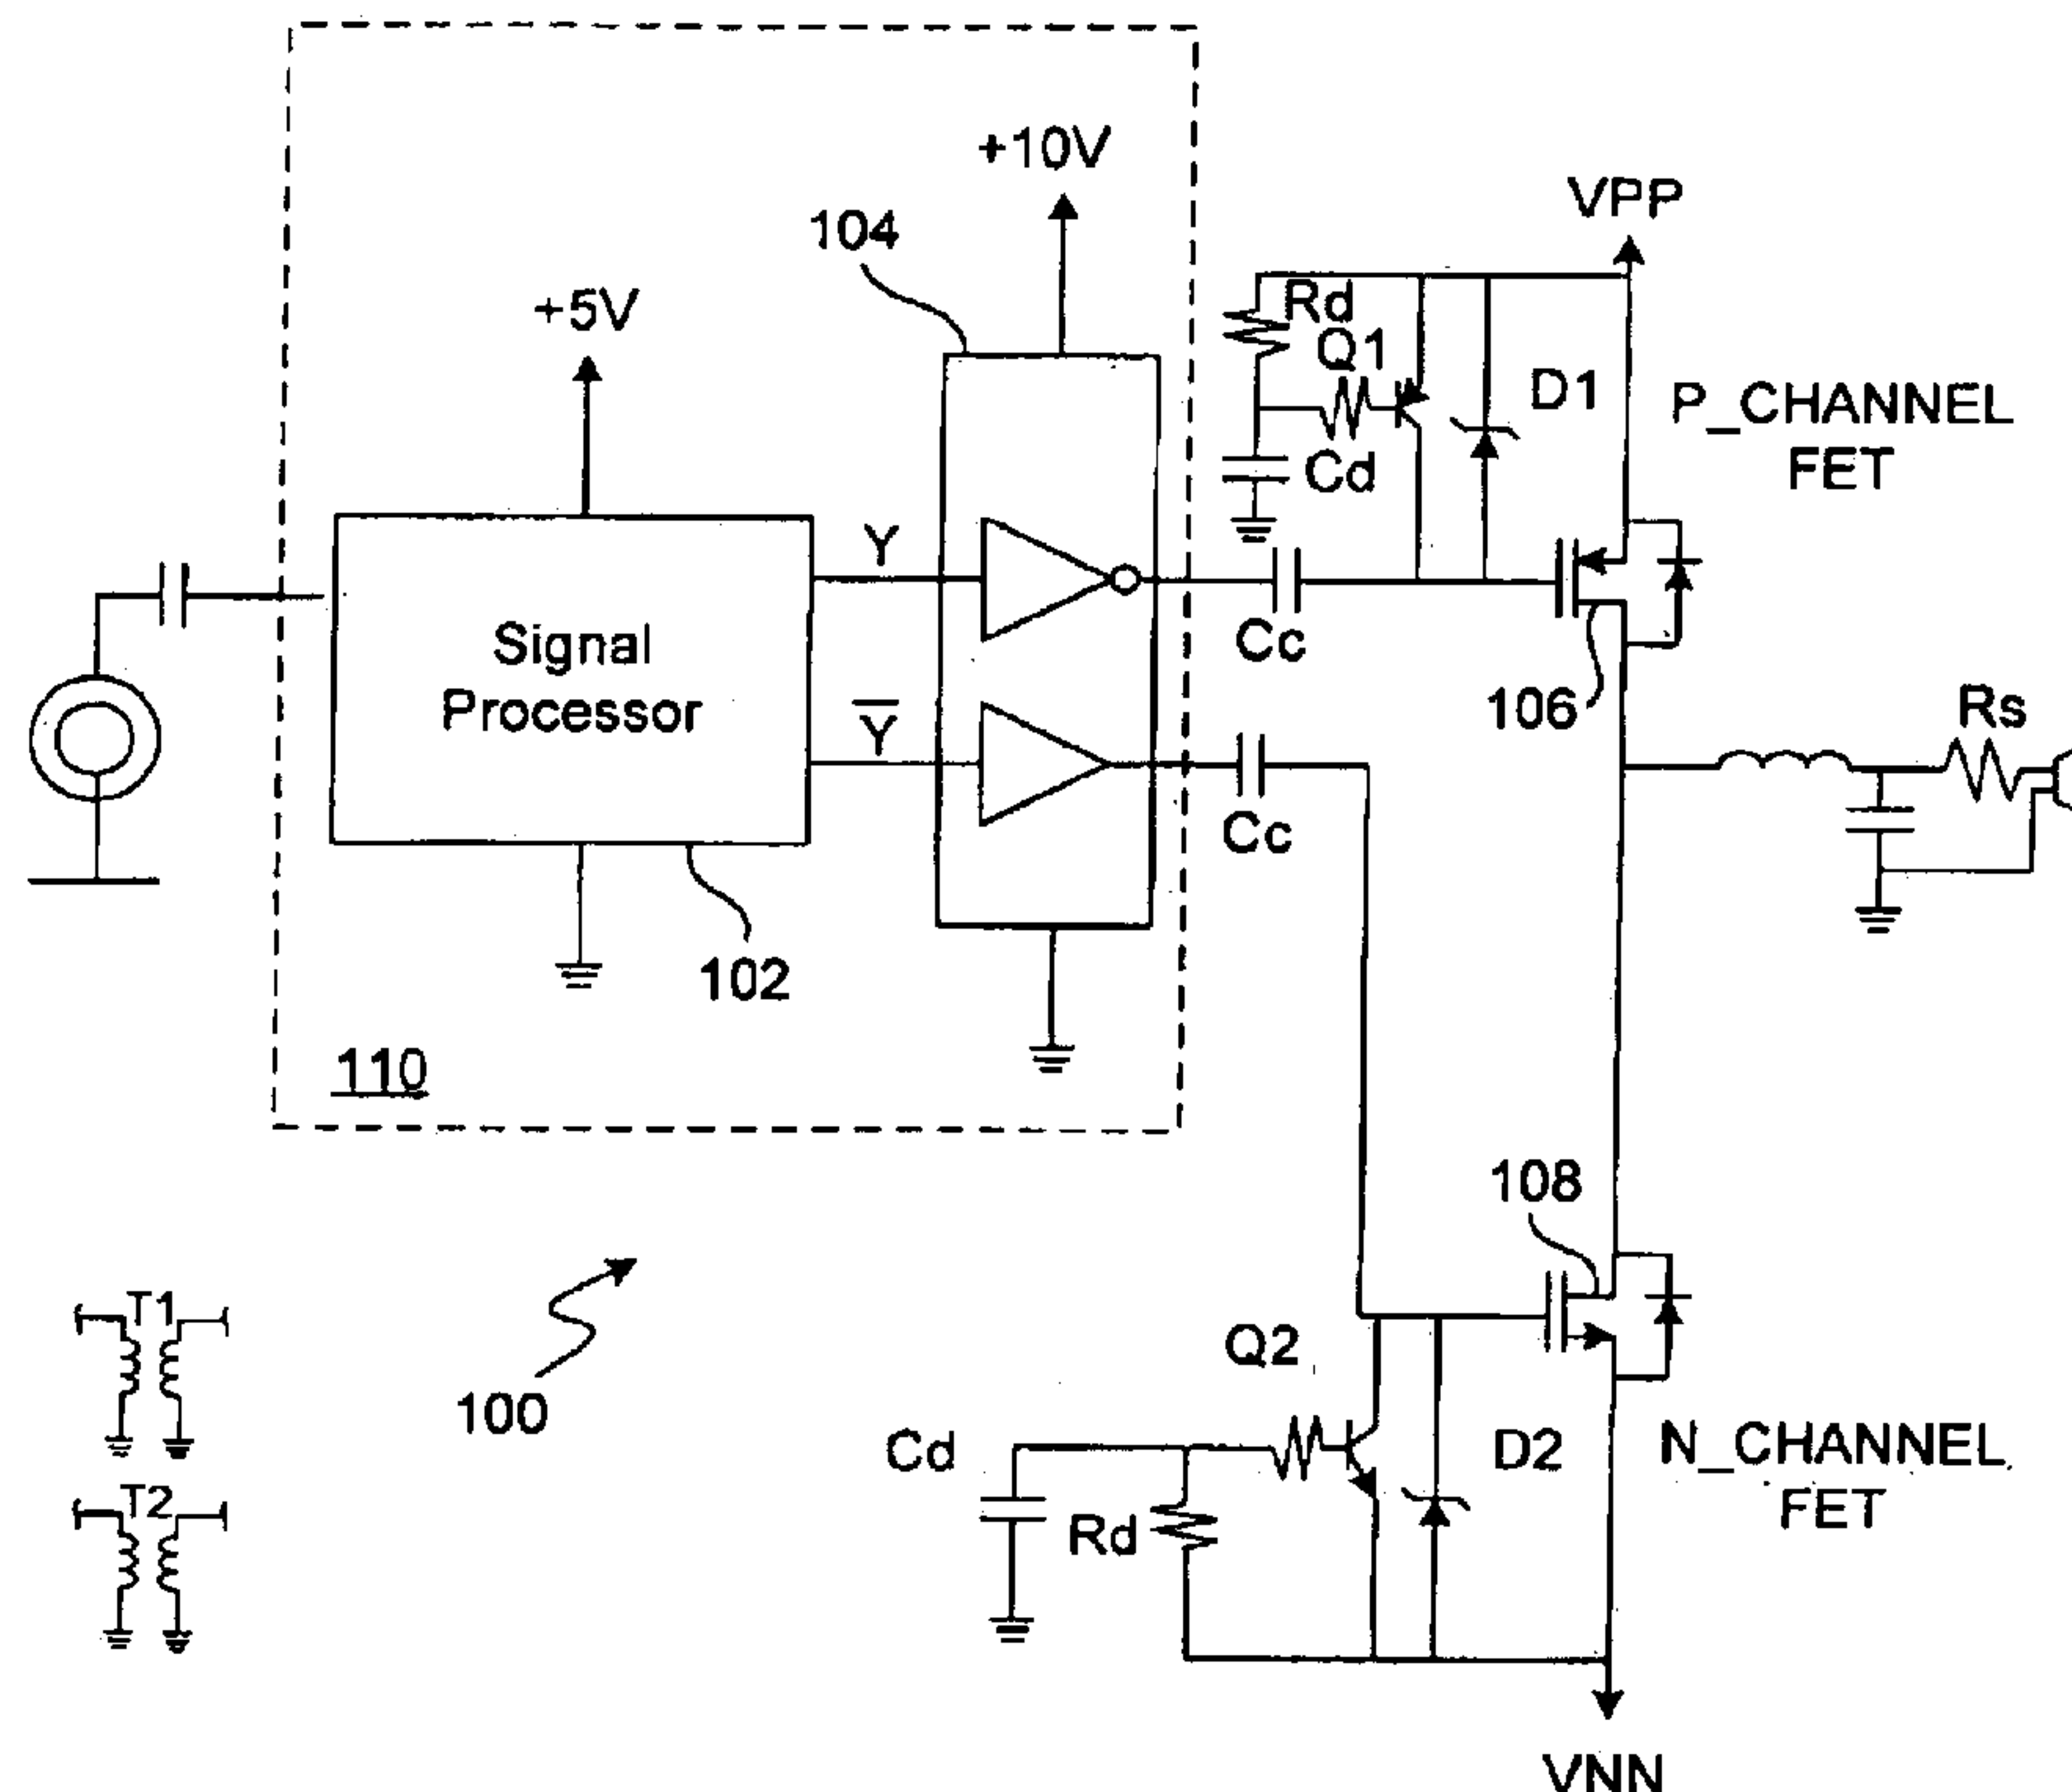 +10V
VPP
104
+5V
Rd
Q1
D1
P_CHANNEL
FET
Cd
Y
Signal
Processor
Cc
106
Rs
Y̅
Cc
102
110
108
T1
Q2
100
Cd
D2
N_CHANNEL
FET
T2
Rd
VNN